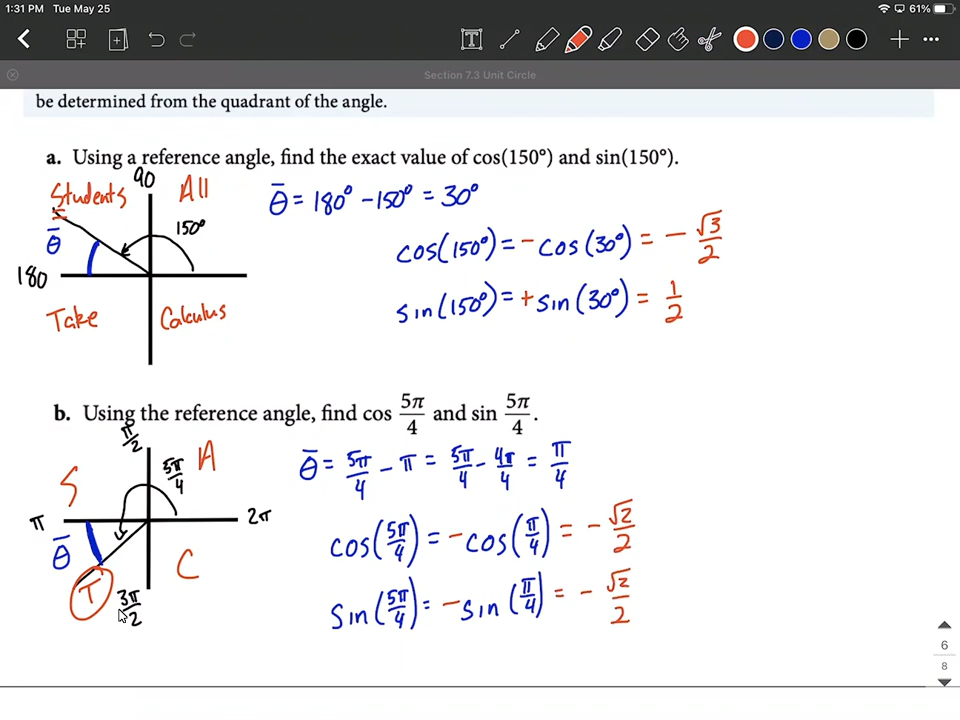 1:31 PM Tue May 25
61%
Section 7.3 Unit Circle
be determined from the quadrant of the angle.
a. Using a reference angle, find the exact value of cos(150°) and sin(150°).
90
Students
All
θ̄ = 180° - 150° = 30°
150°
θ̄
cos(150°) = - cos(30°) = - √3/2
180
sin(150°) = + sin(30°) = 1/2
Take
Calculus
b. Using the reference angle, find cos 5π/4 and sin 5π/4.
π/2
A
5π/4
θ̄ = 5π/4 - π = 5π/4 - 4π/4 = π/4
S
π
2π
cos(5π/4) = - cos(π/4) = - √2/2
θ̄
C
T
3π/2
sin(5π/4) = - sin(π/4) = - √2/2
6
8